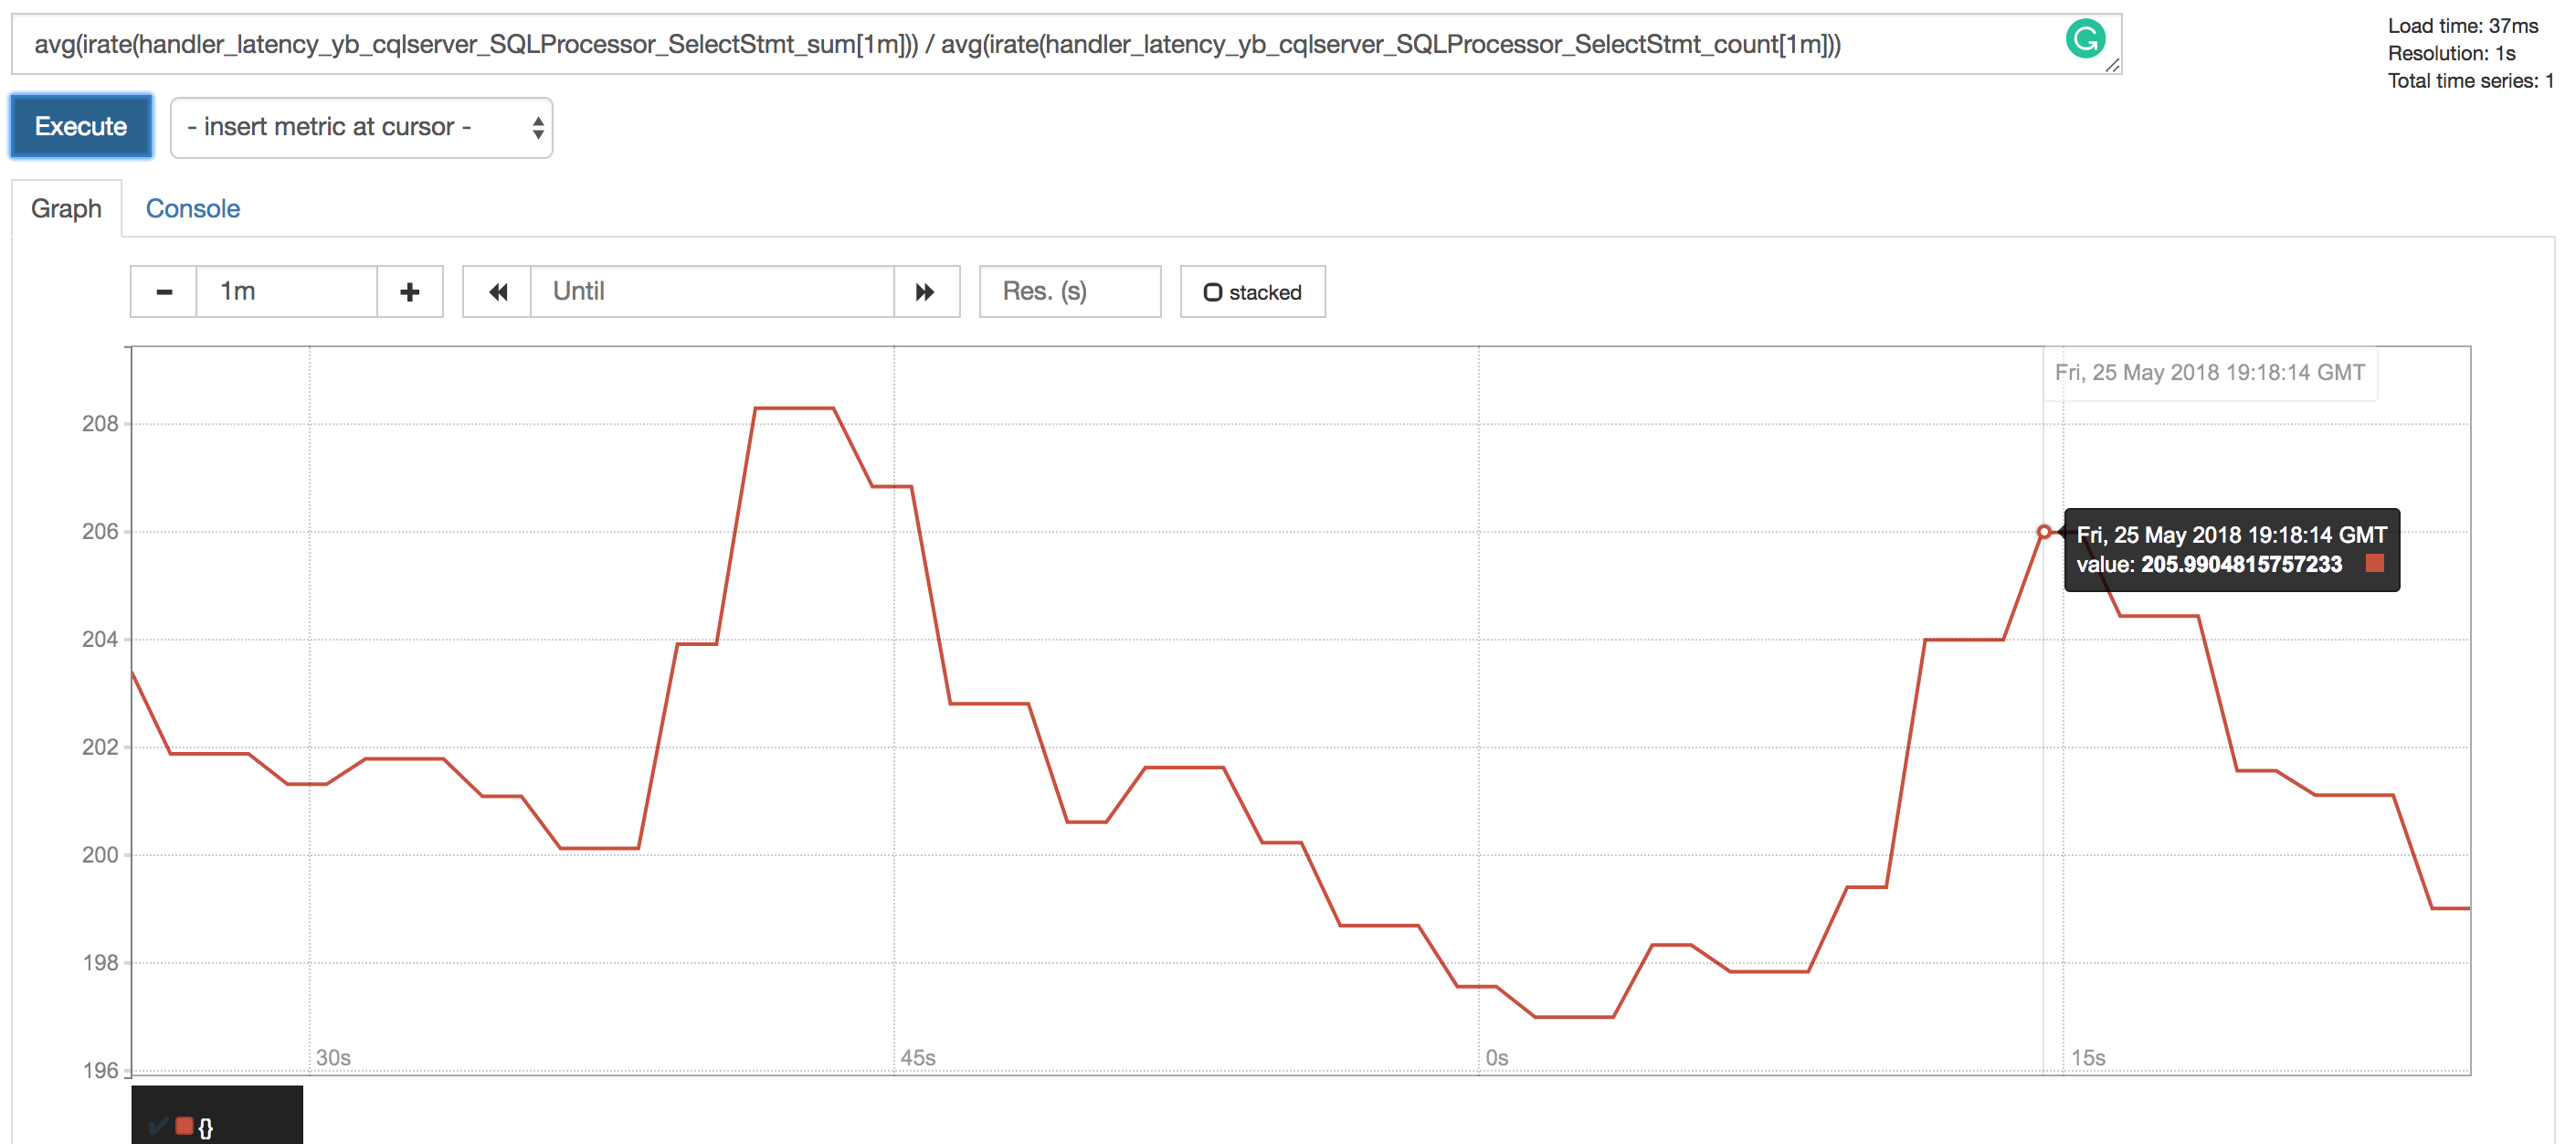 avg(irate(handler_latency_yb_cqlserver_SQLProcessor_SelectStmt_sum[1m])) / avg(irate(handler_latency_yb_cqlserver_SQLProcessor_SelectStmt_count[1m]))
Load time: 37ms
Resolution: 1s
Total time series: 1
Execute
- insert metric at cursor -
Graph
Console
1m
Until
Res. (s)
stacked
Fri, 25 May 2018 19:18:14 GMT
208
206
Fri, 25 May 2018 19:18:14 GMT
value: 205.9904815757233
204
202
200
198
196
30s
45s
0s
15s
{}